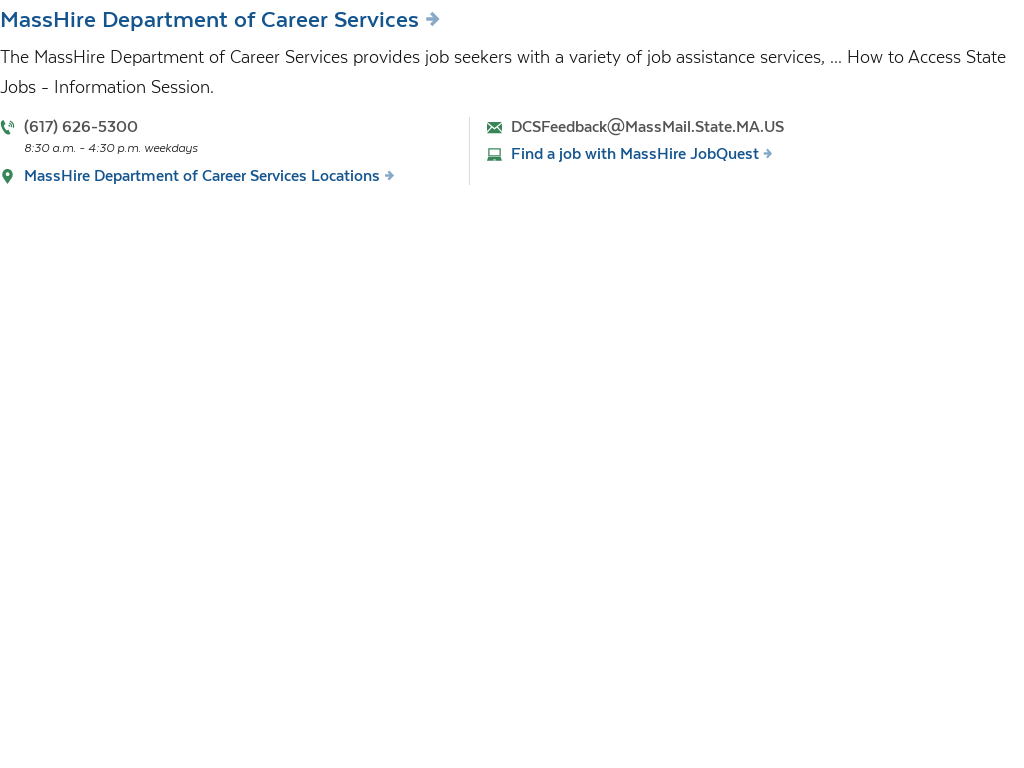 MassHire Department of Career Services
The MassHire Department of Career Services provides job seekers with a variety of job assistance services, ... How to Access State
Jobs - Information Session.
(617) 626-5300
8:30 a.m. - 4:30 p.m. weekdays
MassHire Department of Career Services Locations
DCSFeedback@MassMail.State.MA.US
Find a job with MassHire JobQuest